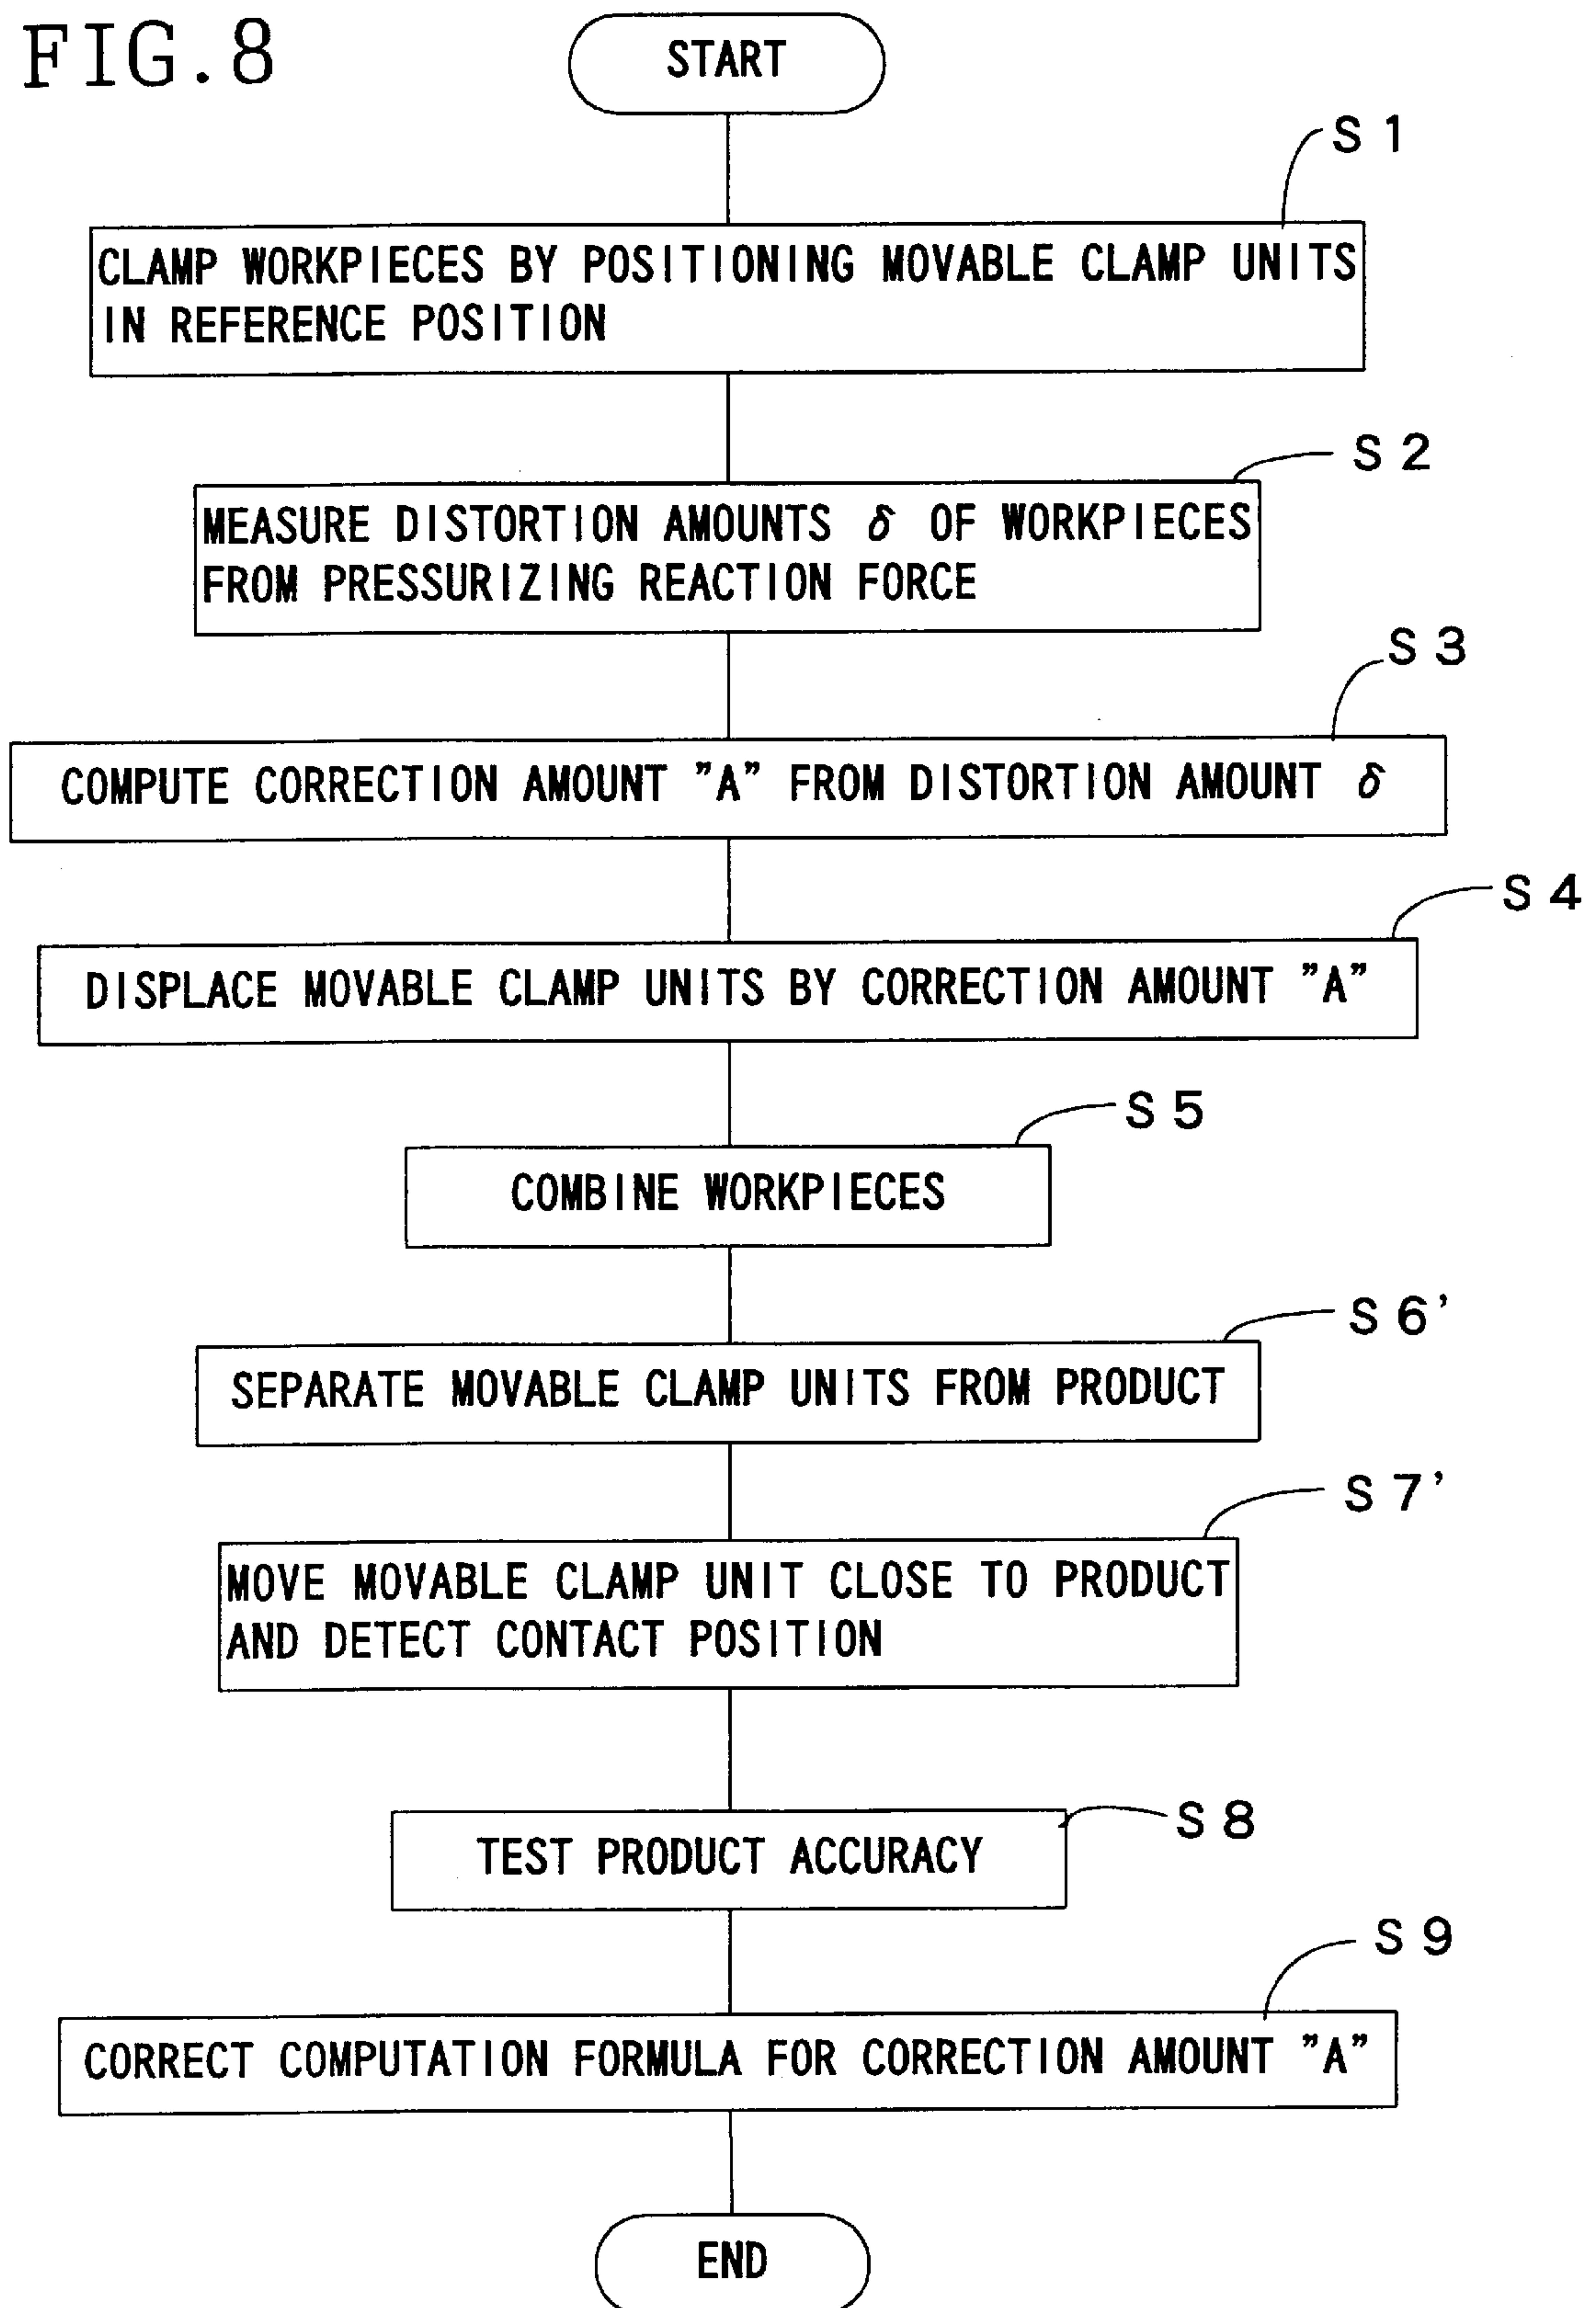 FIG.8
START
S1
CLAMP WORKPIECES BY POSITIONING MOVABLE CLAMP UNITS
IN REFERENCE POSITION
S2
MEASURE DISTORTION AMOUNTS δ OF WORKPIECES
FROM PRESSURIZING REACTION FORCE
S3
COMPUTE CORRECTION AMOUNT ”A” FROM DISTORTION AMOUNT δ
S4
DISPLACE MOVABLE CLAMP UNITS BY CORRECTION AMOUNT ”A”
S5
COMBINE WORKPIECES
S6’
SEPARATE MOVABLE CLAMP UNITS FROM PRODUCT
S7’
MOVE MOVABLE CLAMP UNIT CLOSE TO PRODUCT
AND DETECT CONTACT POSITION
S8
TEST PRODUCT ACCURACY
S9
CORRECT COMPUTATION FORMULA FOR CORRECTION AMOUNT ”A”
END